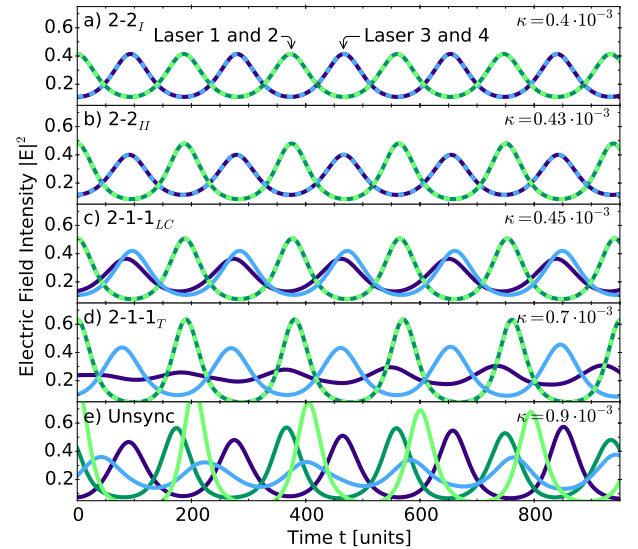 a) 2-2_I
κ=0.4·10⁻³
Laser 1 and 2
Laser 3 and 4
0.6
0.4
0.2
b) 2-2_II
κ=0.43·10⁻³
0.6
0.4
0.2
c) 2-1-1_LC
κ=0.45·10⁻³
0.6
0.4
0.2
d) 2-1-1_T
κ=0.7·10⁻³
0.6
0.4
0.2
e) Unsync
κ=0.9·10⁻³
0.6
0.4
0.2
Electric Field Intensity |E|²
0 200 400 600 800
Time t [units]